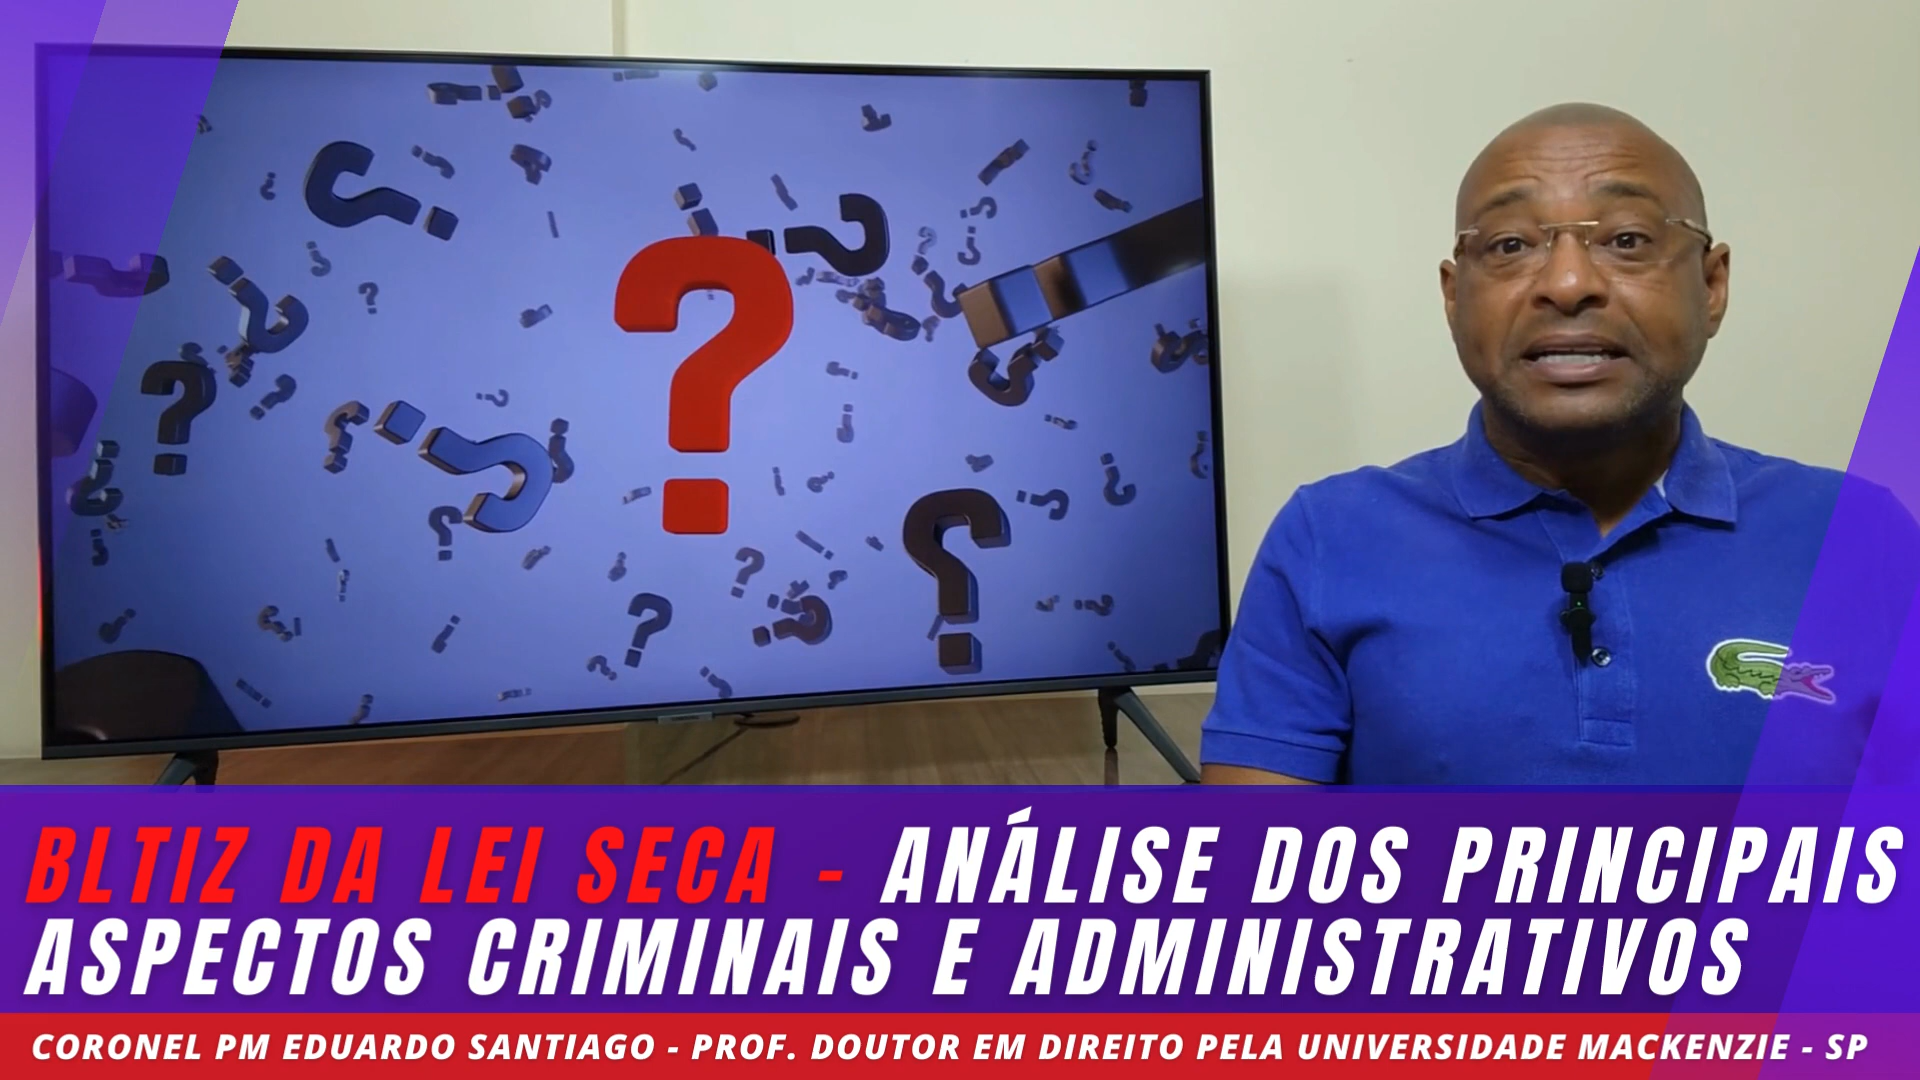 BLTIZ DA LEI SECA - ANÁLISE DOS PRINCIPAIS
ASPECTOS CRIMINAIS E ADMINISTRATIVOS
CORONEL PM EDUARDO SANTIAGO - PROF. DOUTOR EM DIREITO PELA UNIVERSIDADE MACKENZIE - SP